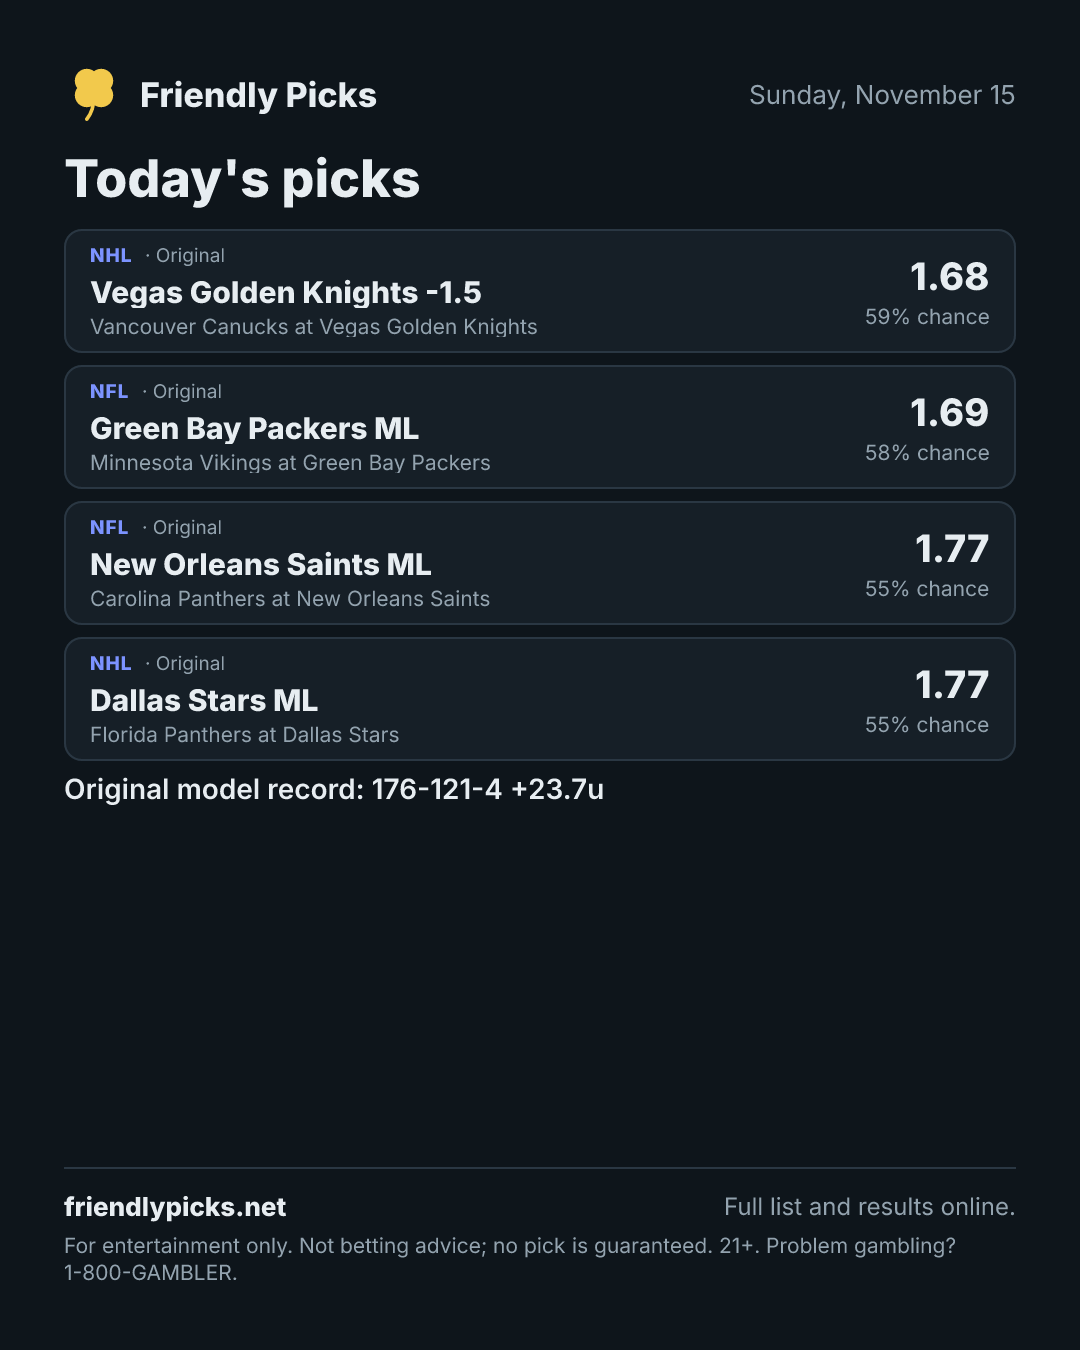 Friendly Picks
Sunday, November 15
Today's picks
NHL · Original
Vegas Golden Knights -1.5
Vancouver Canucks at Vegas Golden Knights
1.68
59% chance
NFL · Original
Green Bay Packers ML
Minnesota Vikings at Green Bay Packers
1.69
58% chance
NFL · Original
New Orleans Saints ML
Carolina Panthers at New Orleans Saints
1.77
55% chance
NHL · Original
Dallas Stars ML
Florida Panthers at Dallas Stars
1.77
55% chance
Original model record: 176-121-4 +23.7u
friendlypicks.net
Full list and results online.
For entertainment only. Not betting advice; no pick is guaranteed. 21+. Problem gambling?
1-800-GAMBLER.